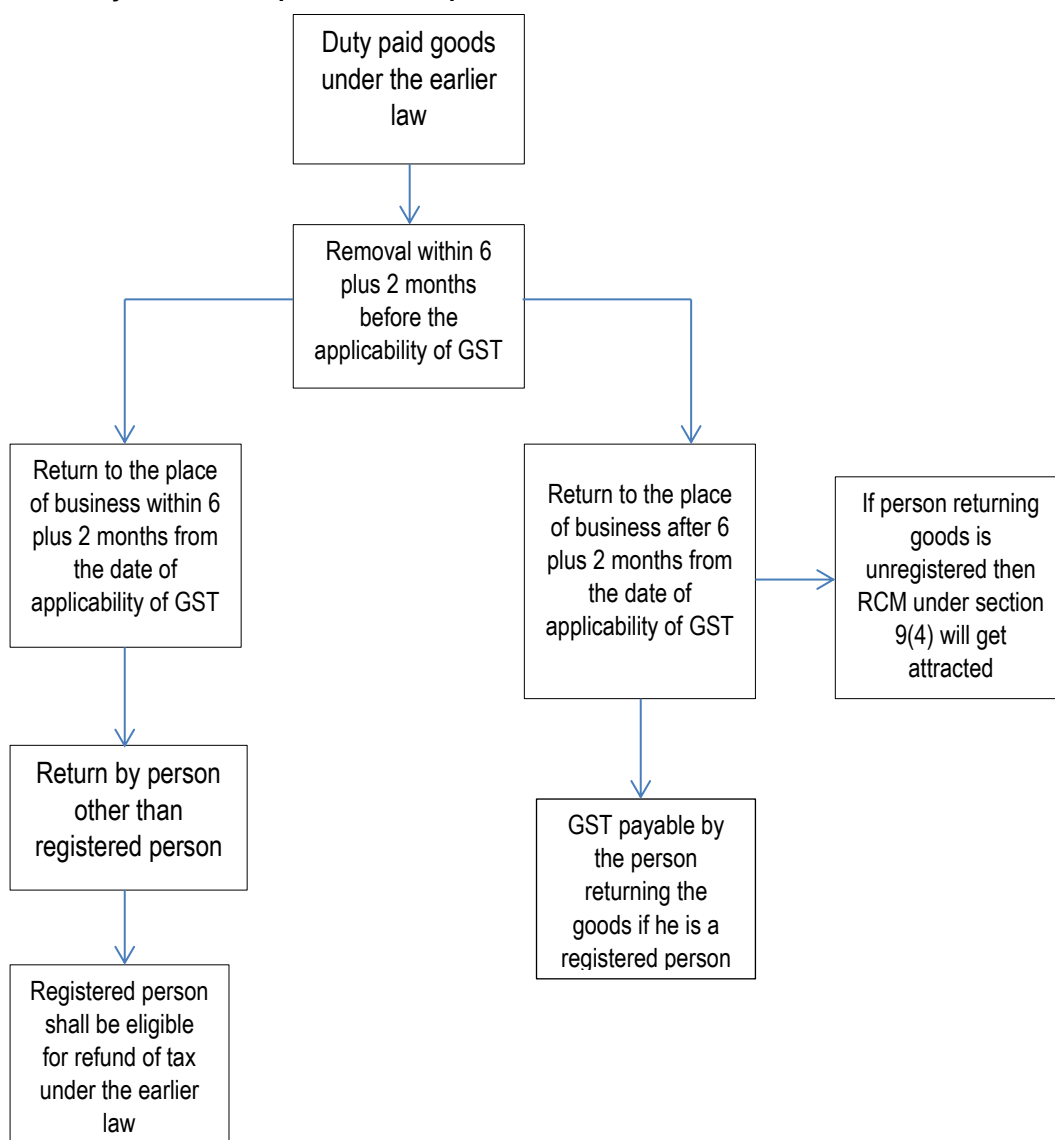 Duty paid goods
under the earlier
law
Removal within 6
plus 2 months
before the
applicability of GST
Return to the place
of business within 6
plus 2 months from
the date of
applicability of GST
Return to the place
of business after 6
plus 2 months from
the date of
applicability of GST
If person returning
goods is
unregistered then
RCM under section
9(4) will get
attracted
Return by person
other than
registered person
GST payable by
the person
returning the
goods if he is a
registered person
Registered person
shall be eligible
for refund of tax
under the earlier
law